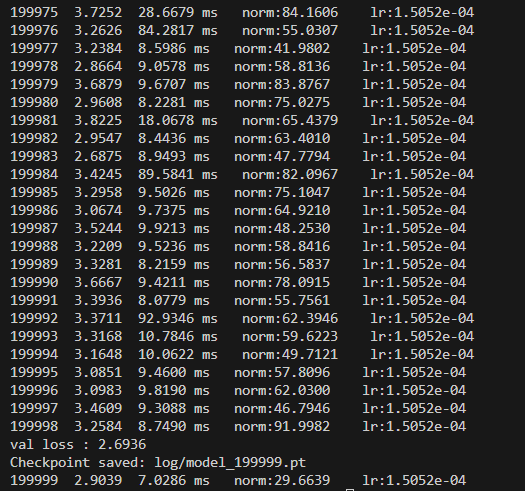 199975 3.7252 28.6679 ms norm:84.1606 lr:1.5052e-04
199976 3.2626 84.2817 ms norm:55.0307 lr:1.5052e-04
199977 3.2384 8.5986 ms norm:41.9802 lr:1.5052e-04
199978 2.8664 9.0578 ms norm:58.8136 lr:1.5052e-04
199979 3.6879 9.6707 ms norm:83.8767 lr:1.5052e-04
199980 2.9608 8.2281 ms norm:75.0275 lr:1.5052e-04
199981 3.8225 18.0678 ms norm:65.4379 lr:1.5052e-04
199982 2.9547 8.4436 ms norm:63.4010 lr:1.5052e-04
199983 2.6875 8.9493 ms norm:47.7794 lr:1.5052e-04
199984 3.4245 89.5841 ms norm:82.0967 lr:1.5052e-04
199985 3.2958 9.5026 ms norm:75.1047 lr:1.5052e-04
199986 3.0674 9.7375 ms norm:64.9210 lr:1.5052e-04
199987 3.5244 9.9213 ms norm:48.2530 lr:1.5052e-04
199988 3.2209 9.5236 ms norm:58.8416 lr:1.5052e-04
199989 3.3281 8.2159 ms norm:56.5837 lr:1.5052e-04
199990 3.6667 9.4211 ms norm:78.0915 lr:1.5052e-04
199991 3.3936 8.0779 ms norm:55.7561 lr:1.5052e-04
199992 3.3711 92.9346 ms norm:62.3946 lr:1.5052e-04
199993 3.3168 10.7846 ms norm:59.6223 lr:1.5052e-04
199994 3.1648 10.0622 ms norm:49.7121 lr:1.5052e-04
199995 3.0851 9.4600 ms norm:57.8096 lr:1.5052e-04
199996 3.0983 9.8190 ms norm:62.0300 lr:1.5052e-04
199997 3.4609 9.3088 ms norm:46.7946 lr:1.5052e-04
199998 3.2584 8.7490 ms norm:91.9982 lr:1.5052e-04
val loss : 2.6936
Checkpoint saved: log/model_199999.pt
199999 2.9039 7.0286 ms norm:29.6639 lr:1.5052e-04